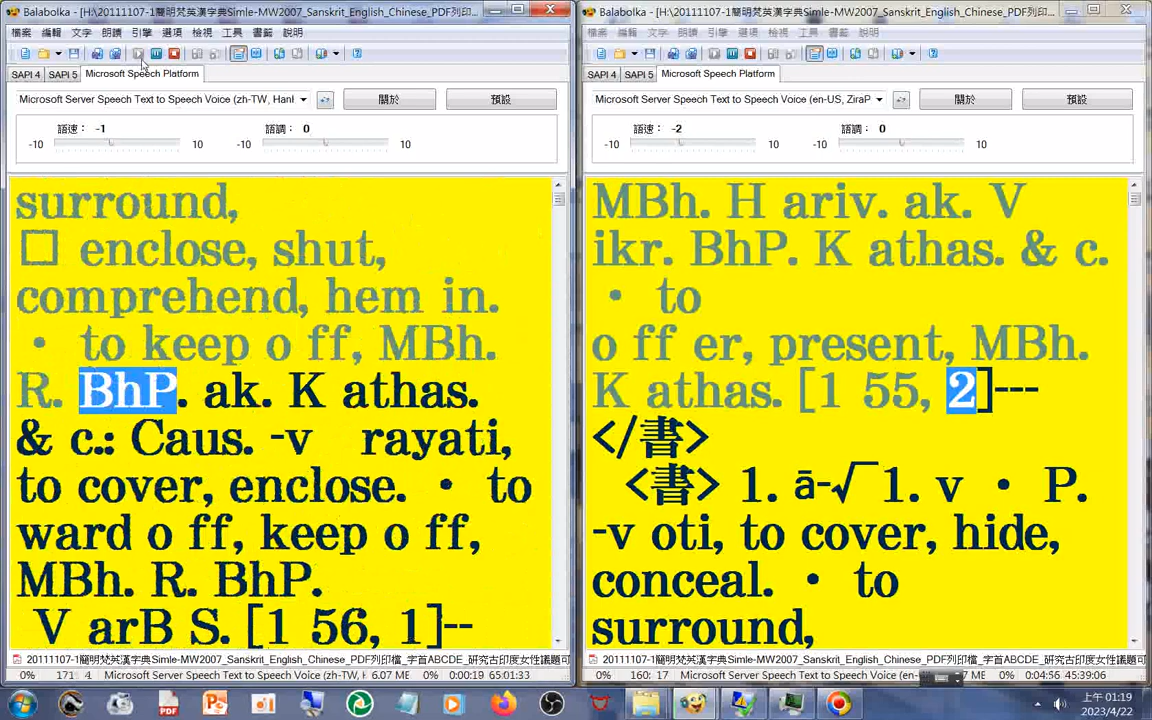 Balabolka - [H:\20111107-1簡明梵英漢字典Simle-MW2007_Sanskrit_English_Chinese_PDF列印...
檔案 編輯 文字 朗讀 引擎 選項 檢視 工具 書籤 說明
SAPI 4 SAPI 5 Microsoft Speech Platform
Microsoft Server Speech Text to Speech Voice (zh-TW, Hanl
關於 預設
語速： -1 語調： 0
-10 10 -10 10
surround,
□ enclose, shut,
comprehend, hem in.
• to keep o ff, MBh.
R. BhP. ak. K athas.
& c.: Caus. -v rayati,
to cover, enclose. • to
ward o ff, keep o ff,
MBh. R. BhP.
V arB S. [1 56, 1]--
20111107-1簡明梵英漢字典Simle-MW2007_Sanskrit_English_Chinese_PDF列印檔_字首ABCDE_研究古印度女性議題可
0% 171: 4 Microsoft Server Speech Text to Speech Voice (zh-TW, H 6.07 MB 0% 0:00:19 65:01:33
Balabolka - [H:\20111107-1簡明梵英漢字典Simle-MW2007_Sanskrit_English_Chinese_PDF列印...
檔案 編輯 文字 朗讀 引擎 選項 檢視 工具 書籤 說明
SAPI 4 SAPI 5 Microsoft Speech Platform
Microsoft Server Speech Text to Speech Voice (en-US, ZiraP
關於 預設
語速： -2 語調： 0
-10 10 -10 10
MBh. H ariv. ak. V
ikr. BhP. K athas. & c.
• to
o ff er, present, MBh.
K athas. [1 55, 2]---
</書>
<書> 1. ā-√ 1. v • P.
-v oti, to cover, hide,
conceal. • to
surround,
20111107-1簡明梵英漢字典Simle-MW2007_Sanskrit_English_Chinese_PDF列印檔_字首ABCDE_研究古印度女性議題可
0% 160: 17 Microsoft Server Speech Text to Speech Voice (en-US 0% 0:04:56 45:39:06
上午 01:19
2023/4/22